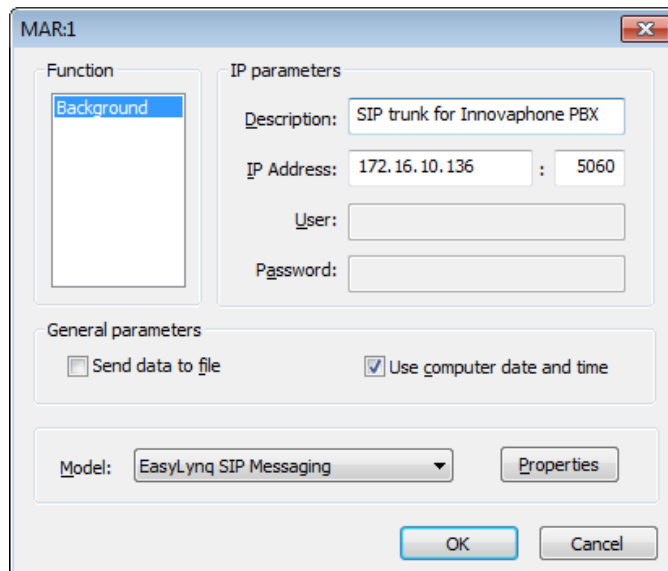 MAR:1
Function
Background
IP parameters
Description: SIP trunk for Innovaphone PBX
IP Address: 172.16.10.136 : 5060
User:
Password:
General parameters
Send data to file
Use computer date and time
Model: EasyLynq SIP Messaging
Properties
OK
Cancel